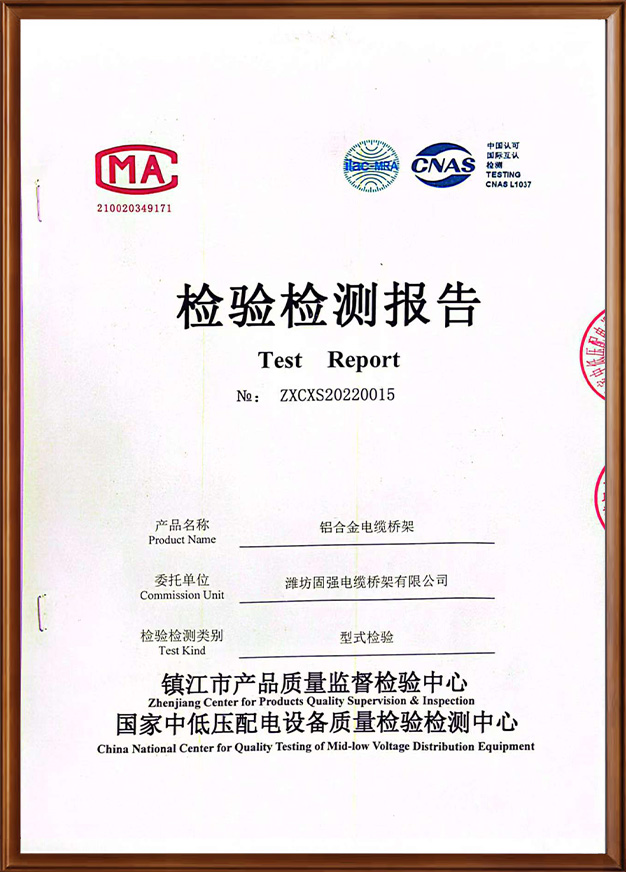 MA
210020349171
ilac-MRA
CNAS
中国认可
国际互认
检测
TESTING
CNAS L1037
检验检测报告
Test Report
№： ZXCXS20220015
中低压配电
产品名称
Product Name
铝合金电缆桥架
委托单位
Commission Unit
潍坊固强电缆桥架有限公司
检验检测类别
Test Kind
型式检验
镇江市产品质量监督检验中心
Zhenjiang Center for Products Quality Supervision & Inspection
国家中低压配电设备质量检验检测中心
China National Center for Quality Testing of Mid-low Voltage Distribution Equipment